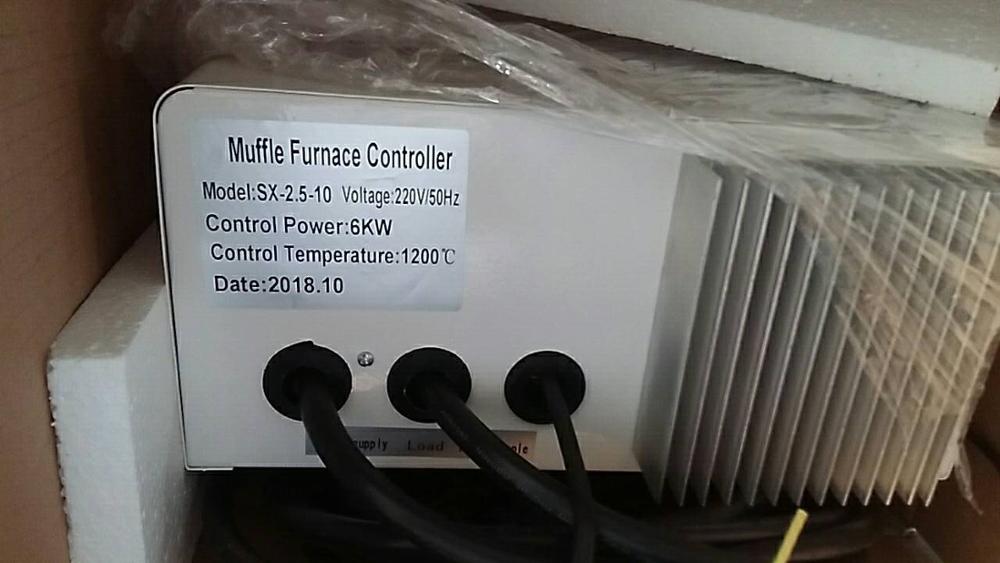 Muffle Furnace Controller
Model:SX-2.5-10 Voltage:220V/50Hz
Control Power:6KW
Control Temperature:1200℃
Date:2018.10
Load